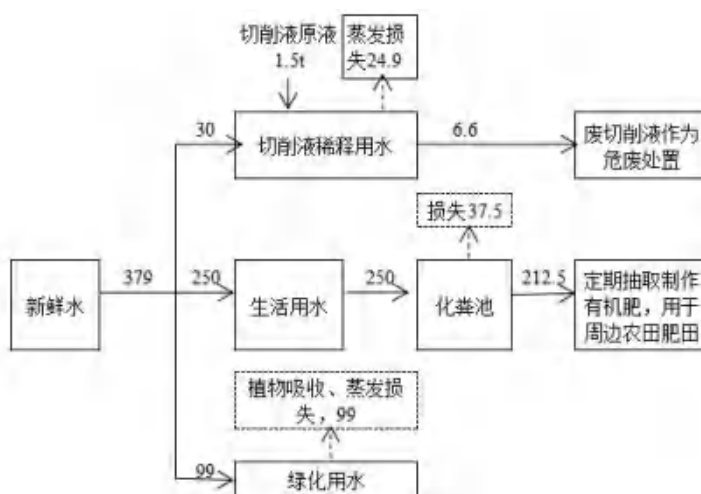 切削液原液
1.5t
蒸发损
失24.9
30
切削液稀释用水
6.6
废切削液作为
危废处置
损失37.5
新鲜水
379
250
生活用水
250
化粪池
212.5
定期抽取制作
有机肥，用于
周边农田肥田
植物吸收、蒸发损
失，99
99
绿化用水